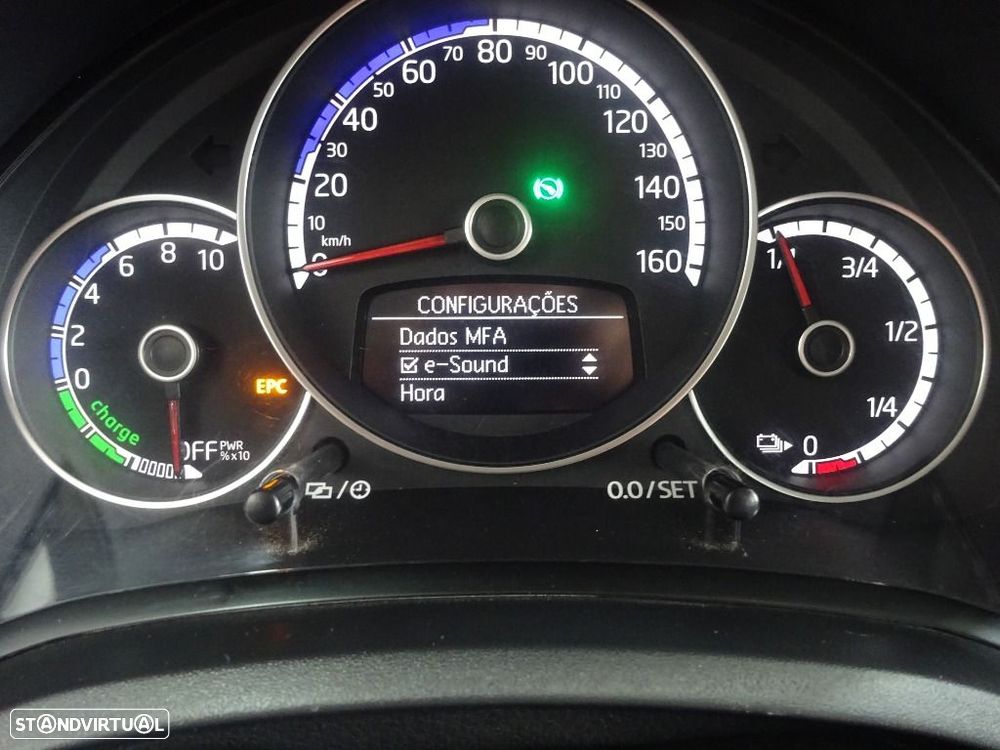 0 10 20 30 40 50 60 70 80 90 100 110 120 130 140 150 160
km/h
CONFIGURAÇÕES
Dados MFA
e-Sound
Hora
OFF 0 2 4 6 8 10
charge
PWR
%x10
EPC
1/1
3/4
1/2
1/4
0
0.0/SET
STANDVIRTUAL